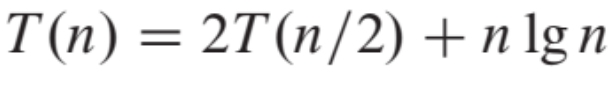 T(n) = 2T(n/2) + n lg n